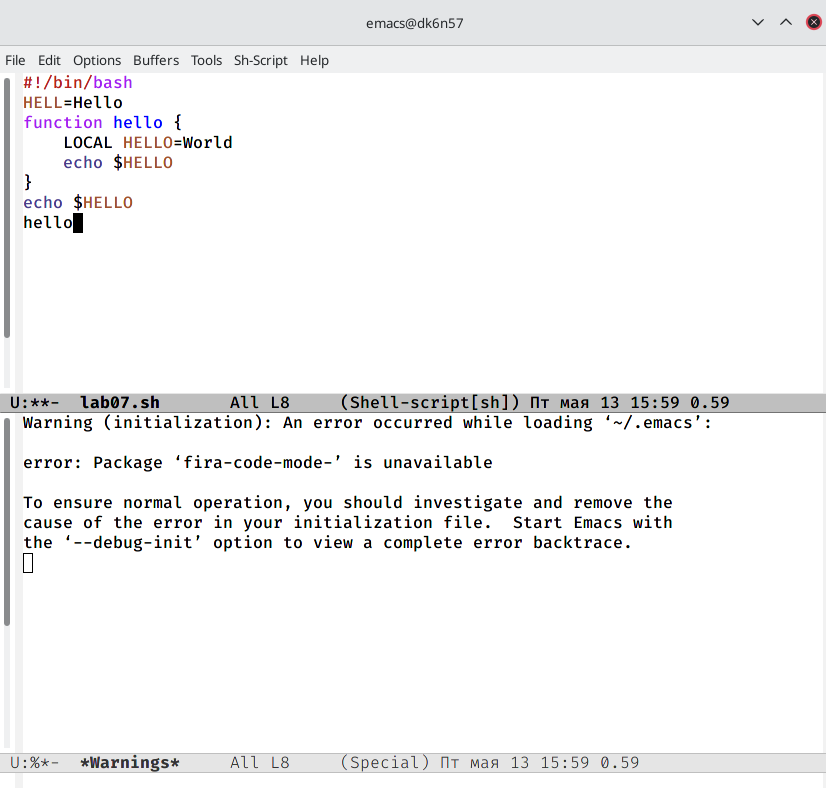 emacs@dk6n57
File Edit Options Buffers Tools Sh-Script Help
#!/bin/bash
HELL=Hello
function hello {
    LOCAL HELLO=World
    echo $HELLO
}
echo $HELLO
hello
U:**-  lab07.sh       All L8     (Shell-script[sh]) Пт мая 13 15:59 0.59
Warning (initialization): An error occurred while loading ‘~/.emacs’:
error: Package ‘fira-code-mode-’ is unavailable
To ensure normal operation, you should investigate and remove the
cause of the error in your initialization file.  Start Emacs with
the ‘--debug-init’ option to view a complete error backtrace.
U:%*-  *Warnings*     All L8     (Special) Пт мая 13 15:59 0.59